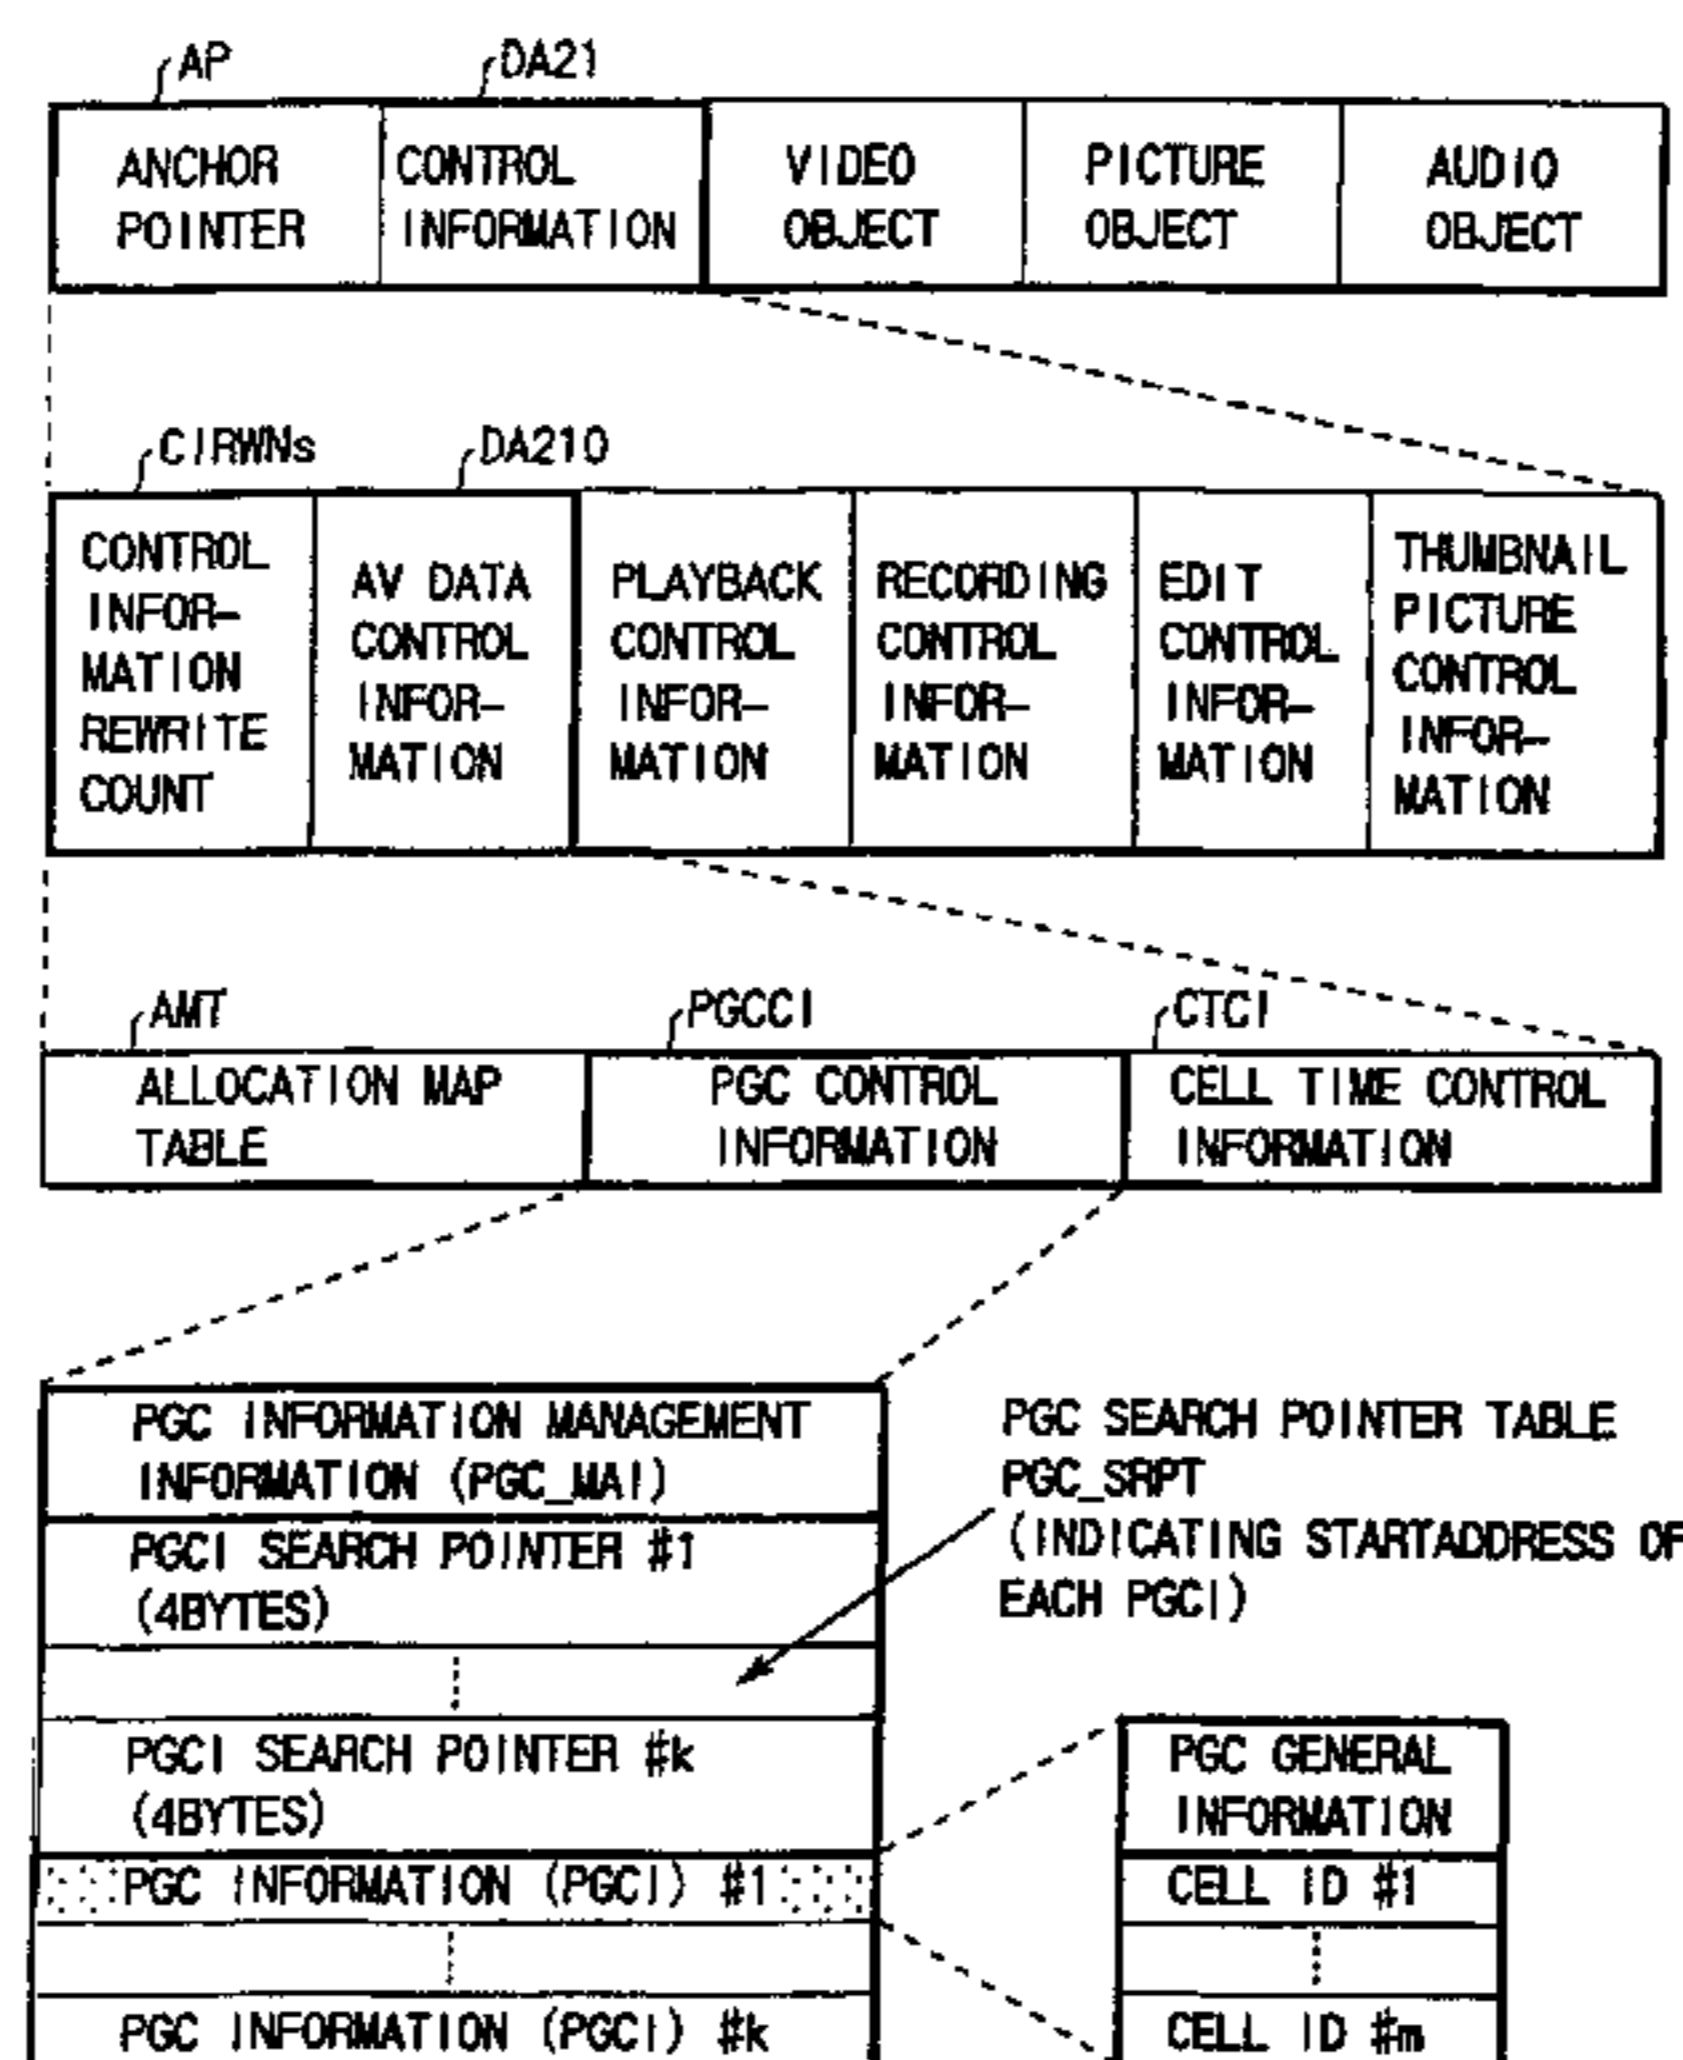 AP
DA21
ANCHOR
POINTER
CONTROL
INFORMATION
VIDEO
OBJECT
PICTURE
OBJECT
AUDIO
OBJECT
CIRWNs
DA210
CONTROL
INFOR-
MATION
REWRITE
COUNT
AV DATA
CONTROL
INFOR-
MATION
PLAYBACK
CONTROL
INFOR-
MATION
RECORDING
CONTROL
INFOR-
MATION
EDIT
CONTROL
INFOR-
MATION
THUMBNAIL
PICTURE
CONTROL
INFOR-
MATION
AMT
PGCCI
CTCI
ALLOCATION MAP
TABLE
PGC CONTROL
INFORMATION
CELL TIME CONTROL
INFORMATION
PGC INFORMATION MANAGEMENT
INFORMATION (PGC_MAI)
PGCI SEARCH POINTER #1
(4BYTES)
PGCI SEARCH POINTER #k
(4BYTES)
PGC INFORMATION (PGCI) #1
PGC INFORMATION (PGCI) #k
PGC SEARCH POINTER TABLE
PGC_SRPT
(INDICATING STARTADDRESS OF
EACH PGCI)
PGC GENERAL
INFORMATION
CELL ID #1
CELL ID #m